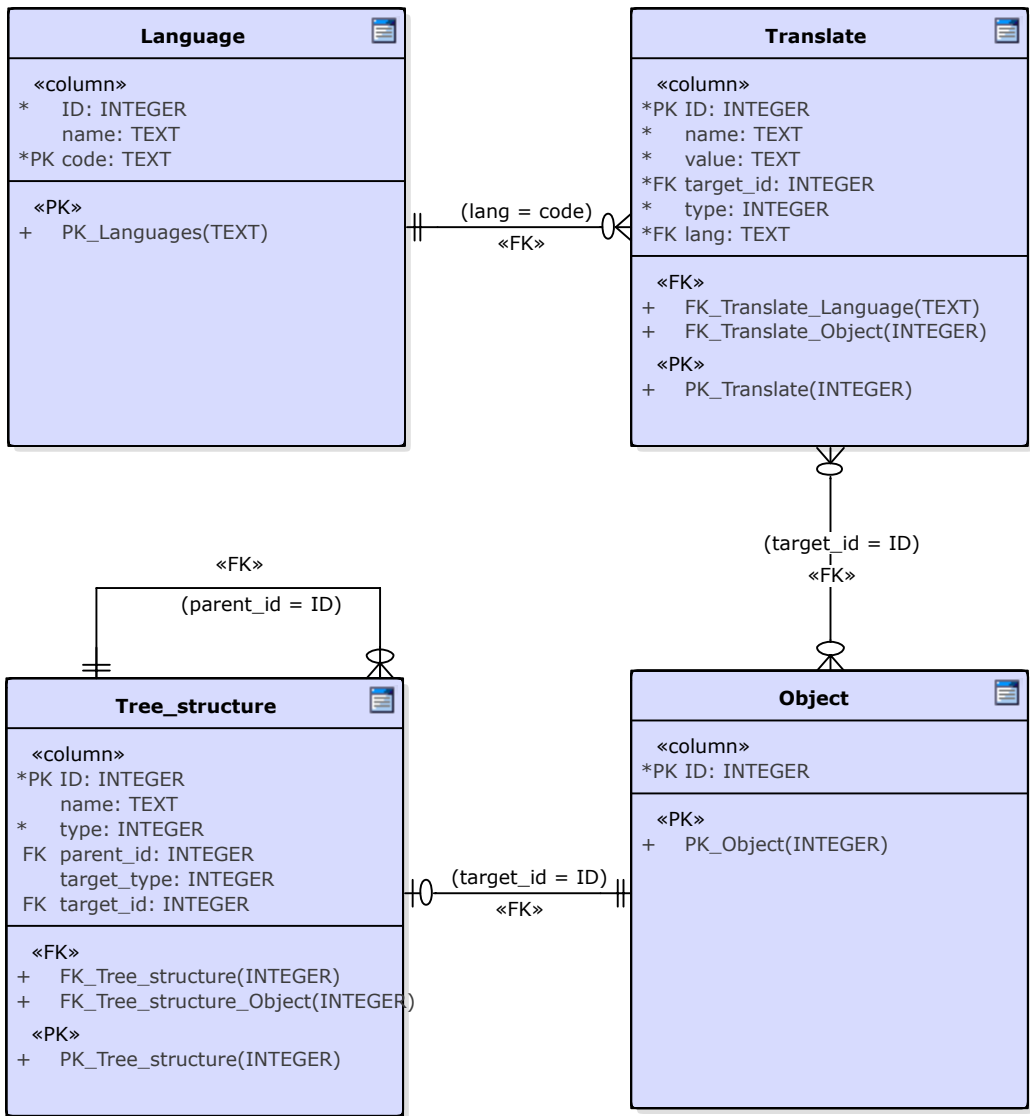 Language
«column»
* ID: INTEGER
name: TEXT
*PK code: TEXT
«PK»
+ PK_Languages(TEXT)
(lang = code)
«FK»
Translate
«column»
*PK ID: INTEGER
* name: TEXT
* value: TEXT
*FK target_id: INTEGER
* type: INTEGER
*FK lang: TEXT
«FK»
+ FK_Translate_Language(TEXT)
+ FK_Translate_Object(INTEGER)
«PK»
+ PK_Translate(INTEGER)
(target_id = ID)
«FK»
«FK»
(parent_id = ID)
Tree_structure
«column»
*PK ID: INTEGER
name: TEXT
* type: INTEGER
FK parent_id: INTEGER
target_type: INTEGER
FK target_id: INTEGER
«FK»
+ FK_Tree_structure(INTEGER)
+ FK_Tree_structure_Object(INTEGER)
«PK»
+ PK_Tree_structure(INTEGER)
(target_id = ID)
«FK»
Object
«column»
*PK ID: INTEGER
«PK»
+ PK_Object(INTEGER)